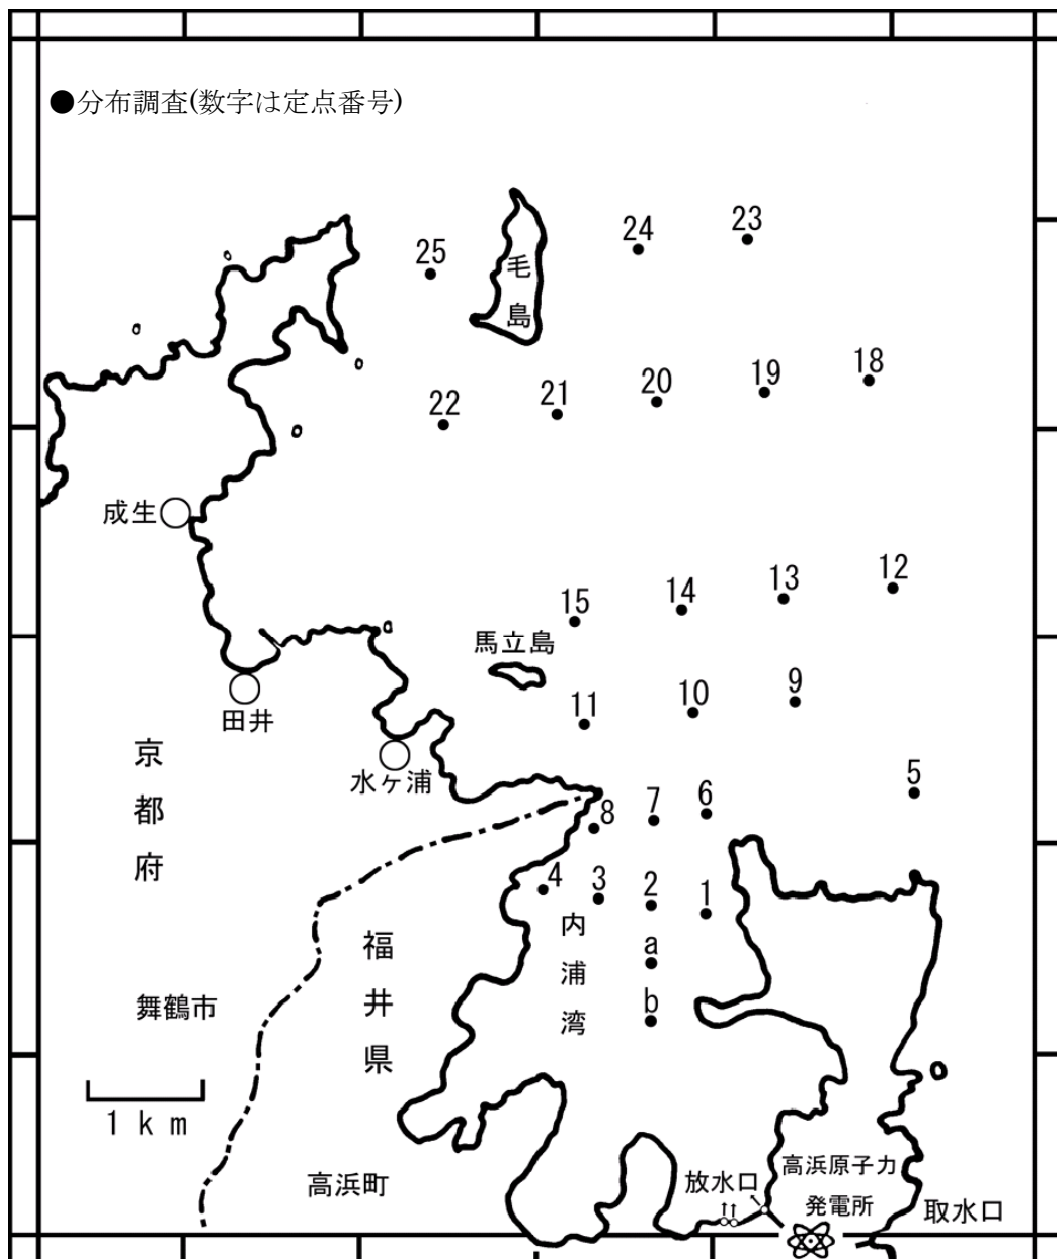 ●分布調査(数字は定点番号)
23
24
25
毛
島
18
19
20
21
22
成生
12
13
14
15
馬立島
田井
9
10
11
京
都
府
水ヶ浦
5
6
7
8
4
3
2
1
内
浦
湾
a
b
福
井
県
舞鶴市
1km
高浜町
放水口
高浜原子力
発電所
取水口